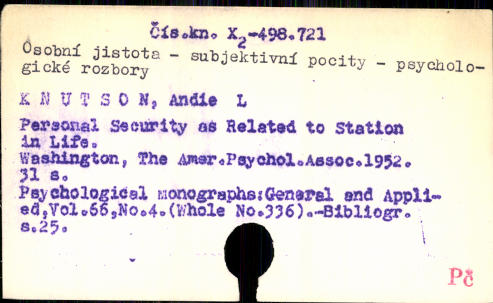 Čís.kn. X2-498.721
Osobní jistota - subjektivní pocity - psycholo-
gické rozbory
K N U T S O N, Andie L
Personal Security as Related to Station
in Life.
Washington, The Amer.Psychol.Assoc.1952.
31 s.
Psychological monographs:General and Appli-
ed,Vol.66,No.4.(Whole No.336).-Bibliogr.
s.25.
Pč